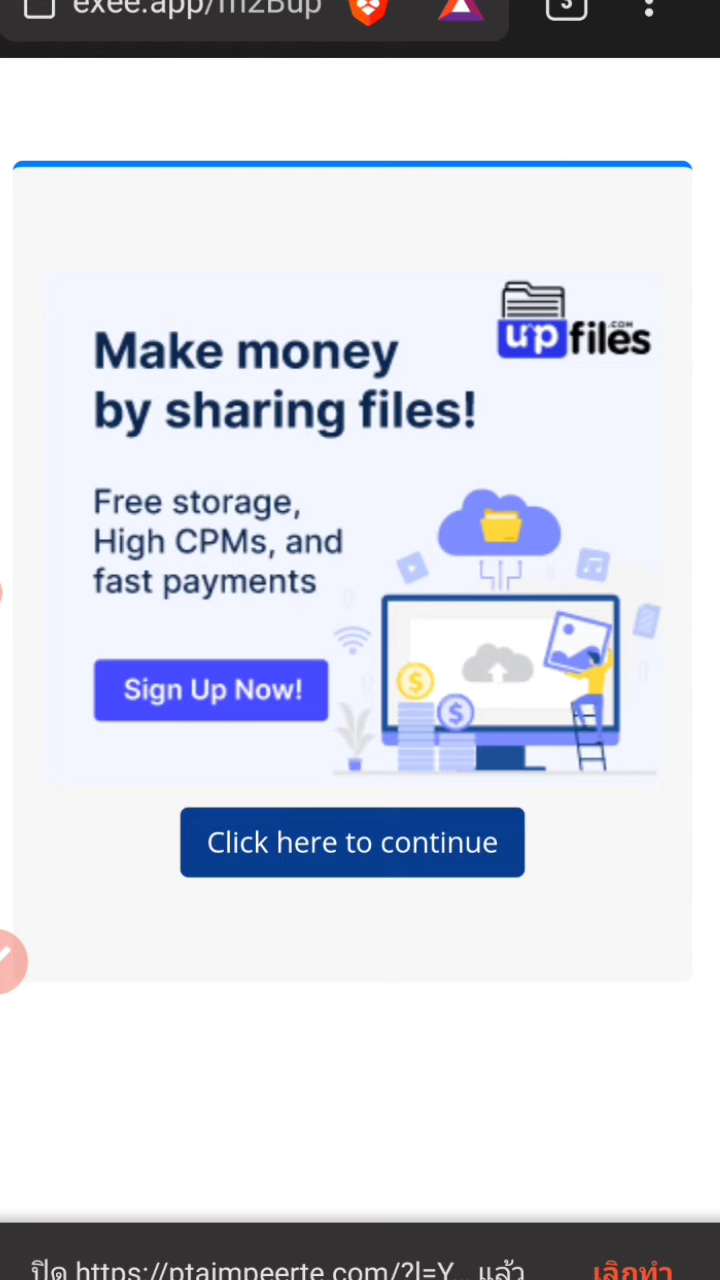 exee.app/m2Bup
3
Make money
by sharing files!
up files
.COM
Free storage,
High CPMs, and
fast payments
Sign Up Now!
Click here to continue
ปิด https://ptaimpeerte.com/?l=Y... แล้ว
เลิกทำ